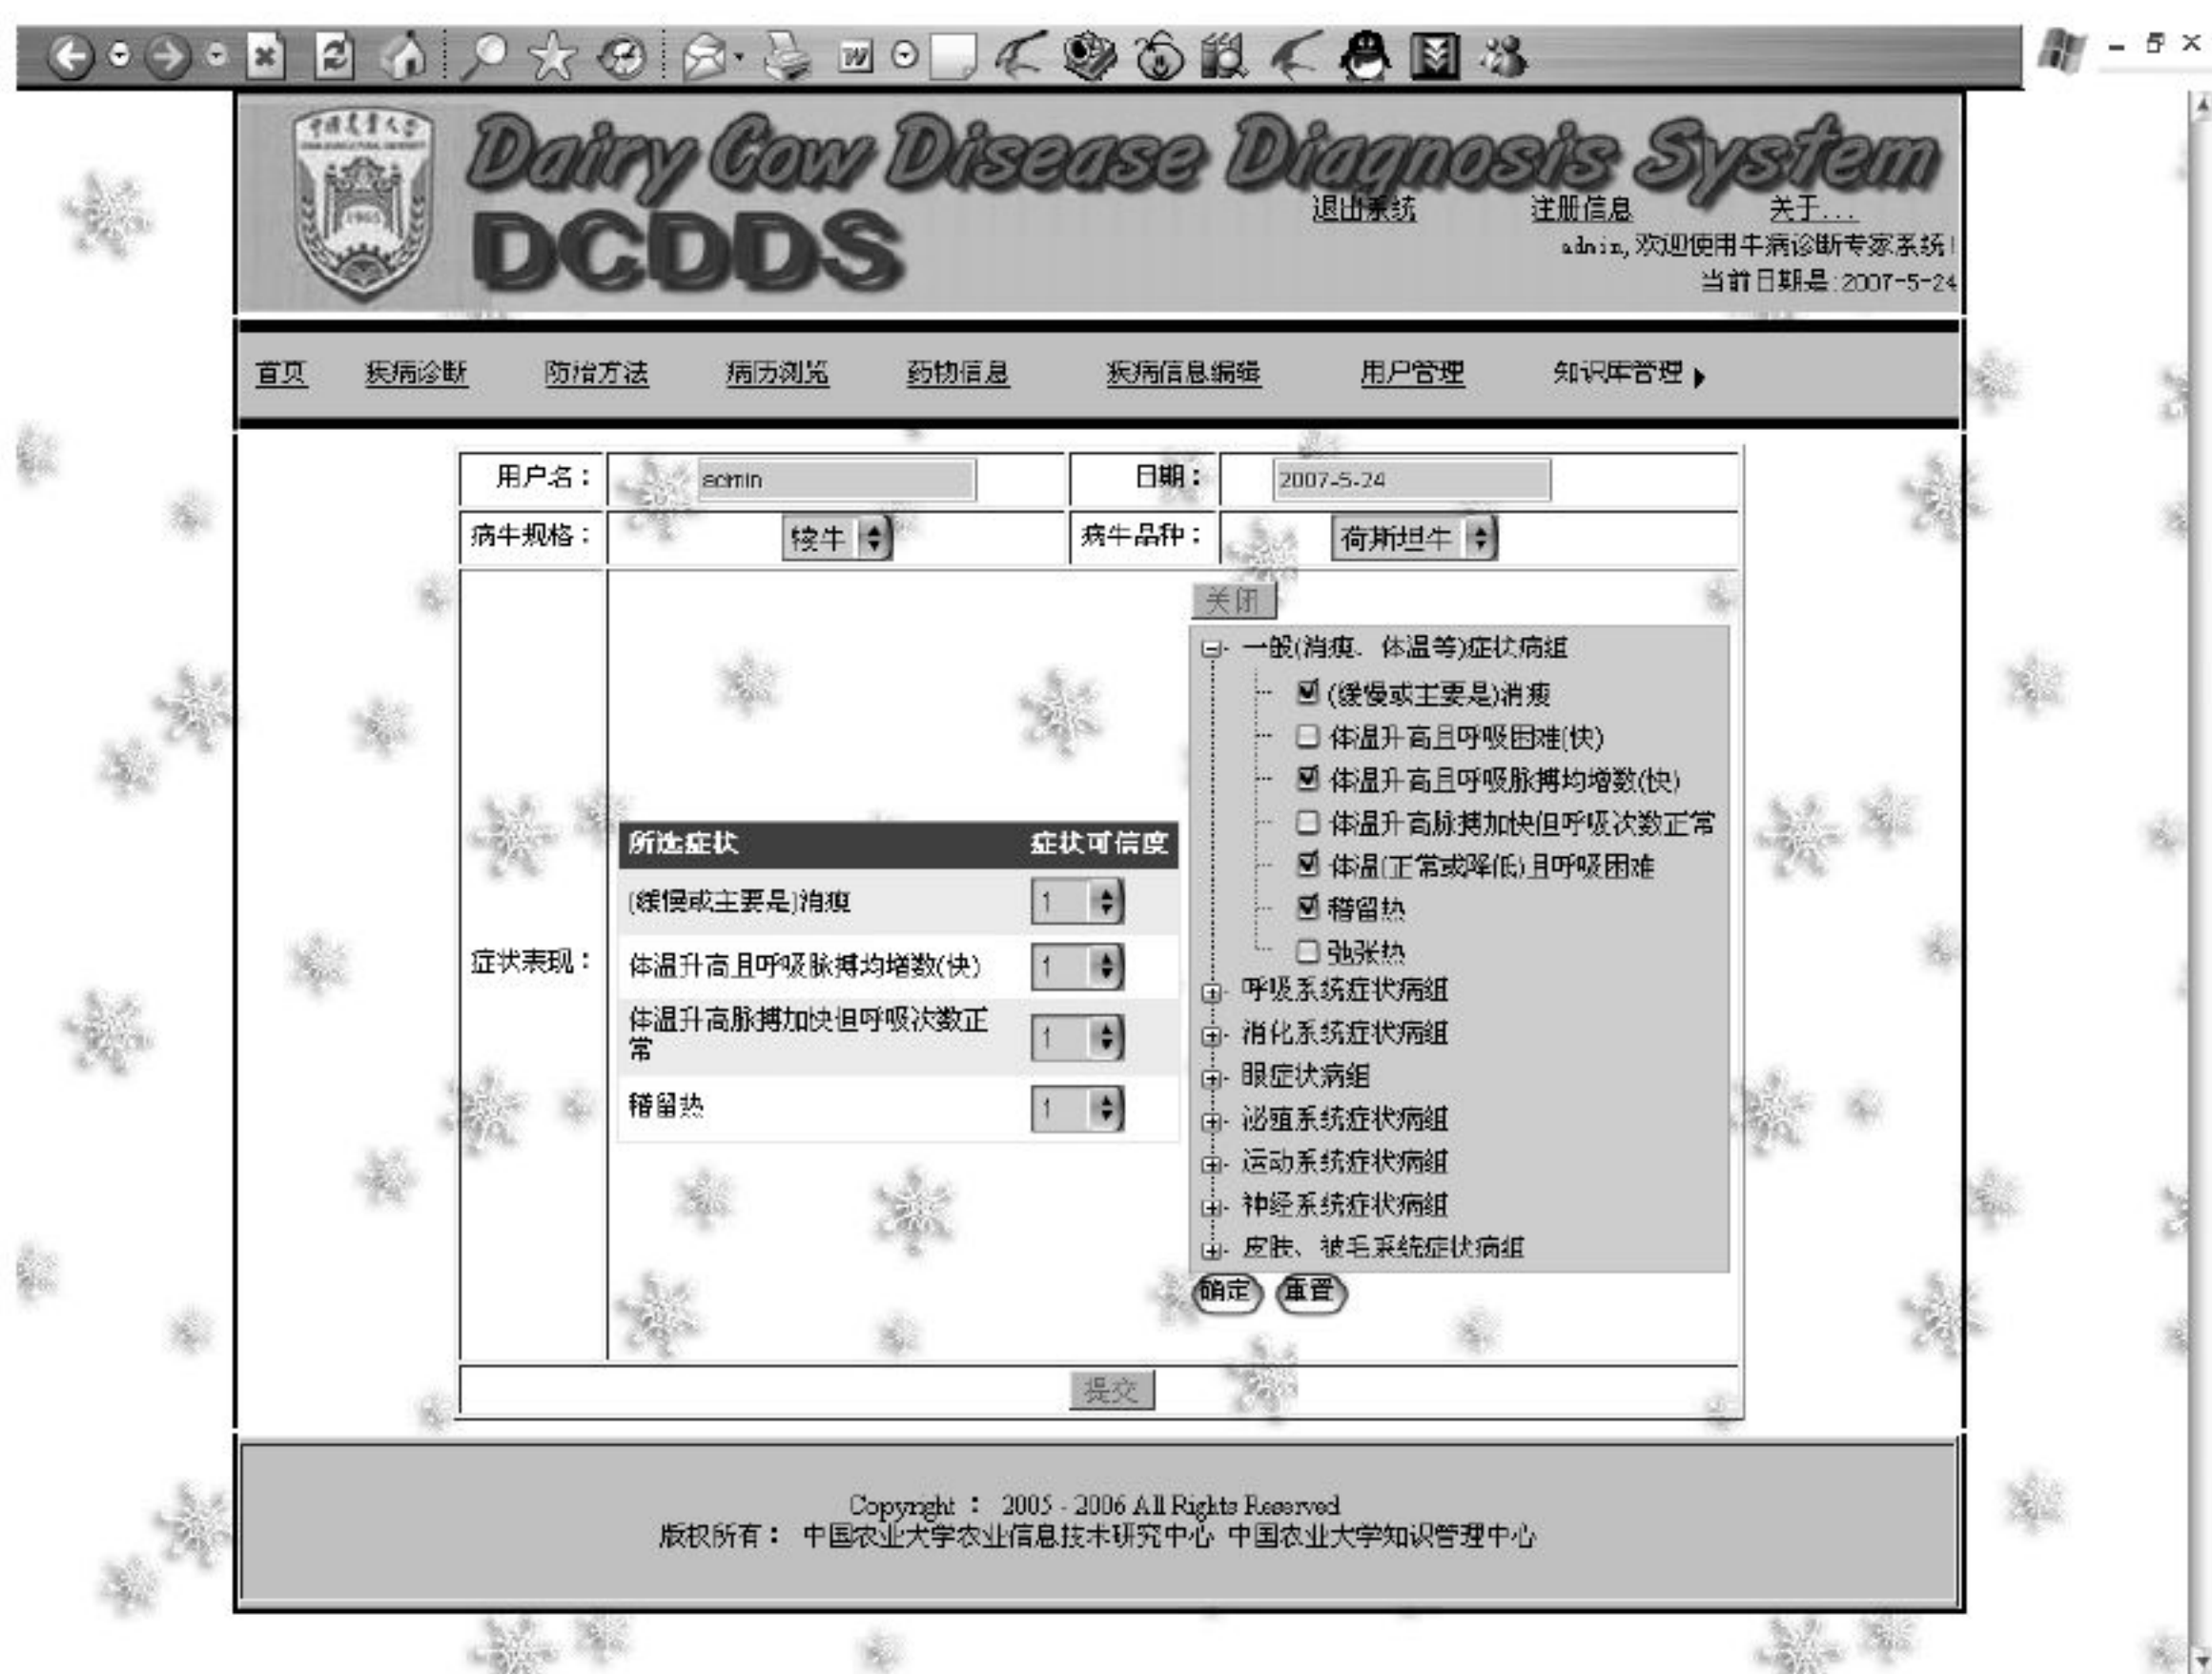 中国农业大学
1905
Dairy Cow Disease Diagnosis System
DCDDS
退出系统 注册信息 关于...
admin,欢迎使用牛病诊断专家系统!
当前日期是:2007-5-24
首页 疾病诊断 防治方法 病历浏览 药物信息 疾病信息编辑 用户管理 知识库管理
用户名: admin 日期: 2007-5-24
病牛规格: 犊牛 病牛品种: 荷斯坦牛
关闭
一般(消瘦、体温等)症状病组
(缓慢或主要是)消瘦
体温升高且呼吸困难(快)
体温升高且呼吸脉搏均增数(快)
体温升高脉搏加快但呼吸次数正常
体温(正常或降低)且呼吸困难
稽留热
弛张热
呼吸系统症状病组
消化系统症状病组
眼症状病组
泌殖系统症状病组
运动系统症状病组
神经系统症状病组
皮肤、被毛系统症状病组
确定 重置
症状表现:
所选症状 症状可信度
(缓慢或主要是)消瘦 1
体温升高且呼吸脉搏均增数(快) 1
体温升高脉搏加快但呼吸次数正
常 1
稽留热 1
提交
Copyright : 2005 - 2006 All Rights Reserved
版权所有: 中国农业大学农业信息技术研究中心 中国农业大学知识管理中心